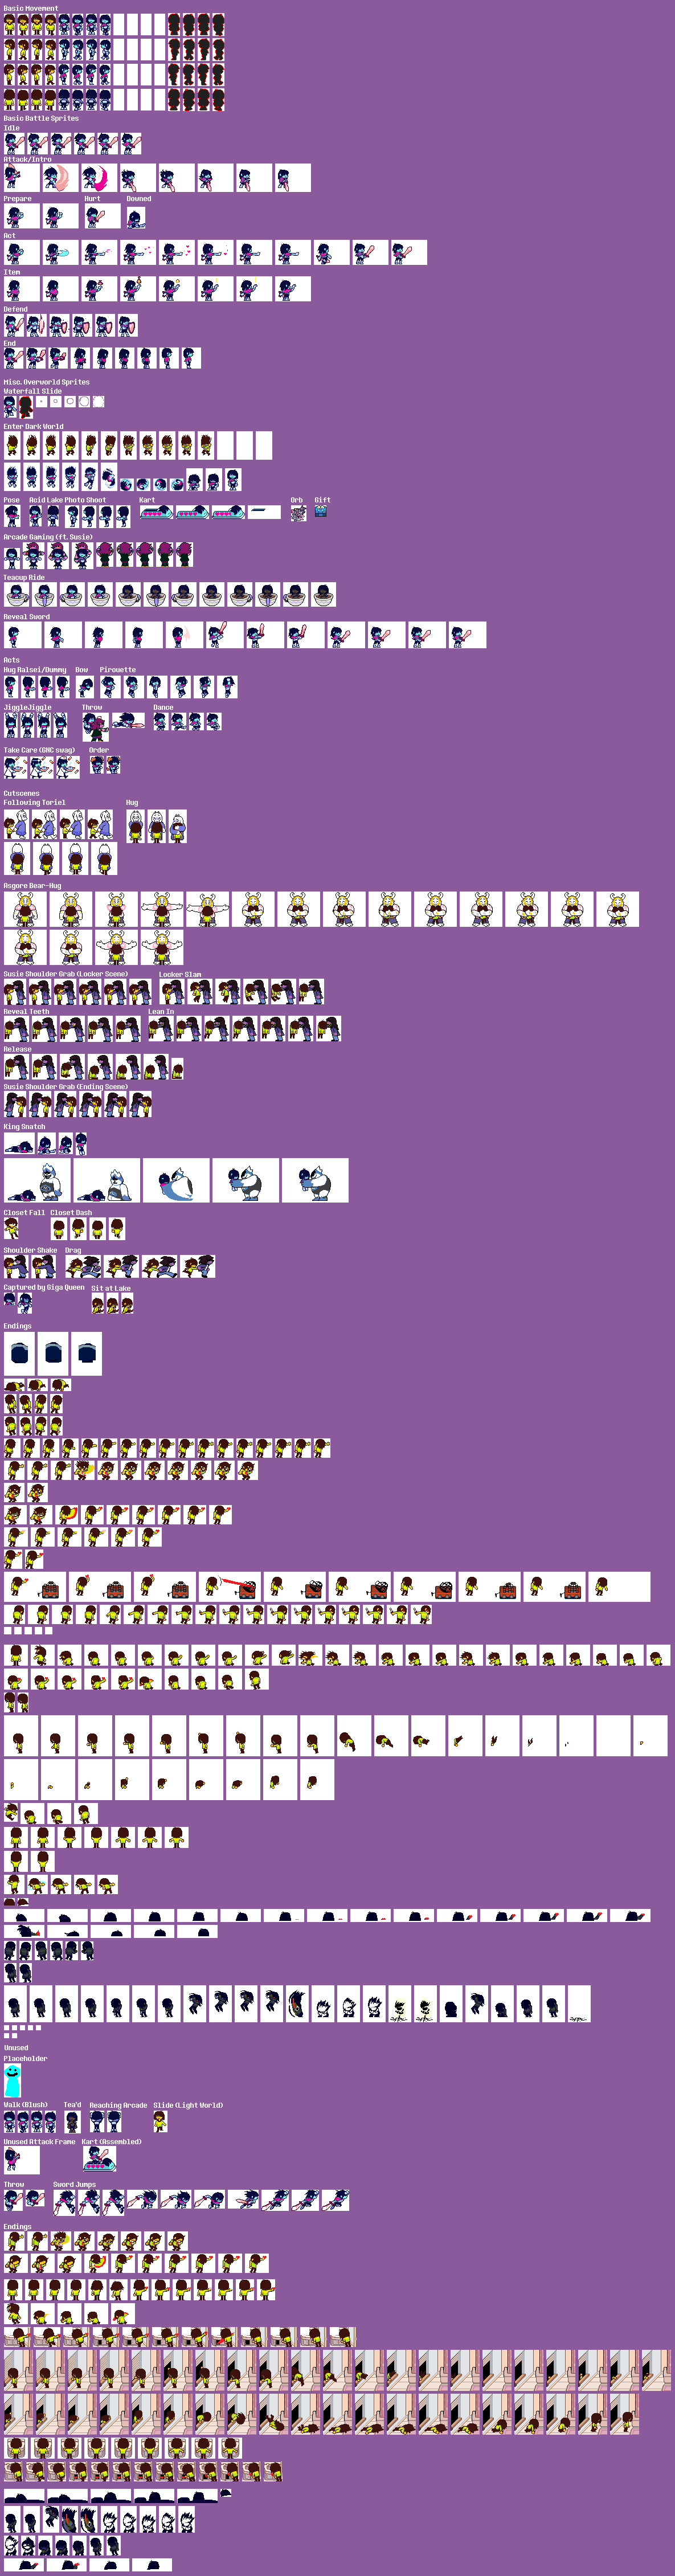 Basic Movement
Basic Battle Sprites
Idle
Attack/Intro
Prepare Hurt Downed
Act
Item
Defend
End
Misc. Overworld Sprites
Waterfall Slide
Enter Dark World
Pose Acid Lake Photo Shoot Kart Orb Gift
Arcade Gaming (ft. Susie)
Teacup Ride
Reveal Sword
Acts
Hug Ralsei/Dummy Bow Pirouette
JiggleJiggle Throw Dance
Take Care (GNC swag) Order
Cutscenes
Following Toriel Hug
Asgore Bear-Hug
Susie Shoulder Grab (Locker Scene) Locker Slam
Reveal Teeth Lean In
Release
Susie Shoulder Grab (Ending Scene)
King Snatch
Closet Fall Closet Dash
Shoulder Shake Drag
Captured by Giga Queen Sit at Lake
Endings
Unused
Placeholder
Walk (Blush) Tea'd Reaching Arcade Slide (Light World)
Unused Attack Frame Kart (Assembled)
Throw Sword Jumps
Endings